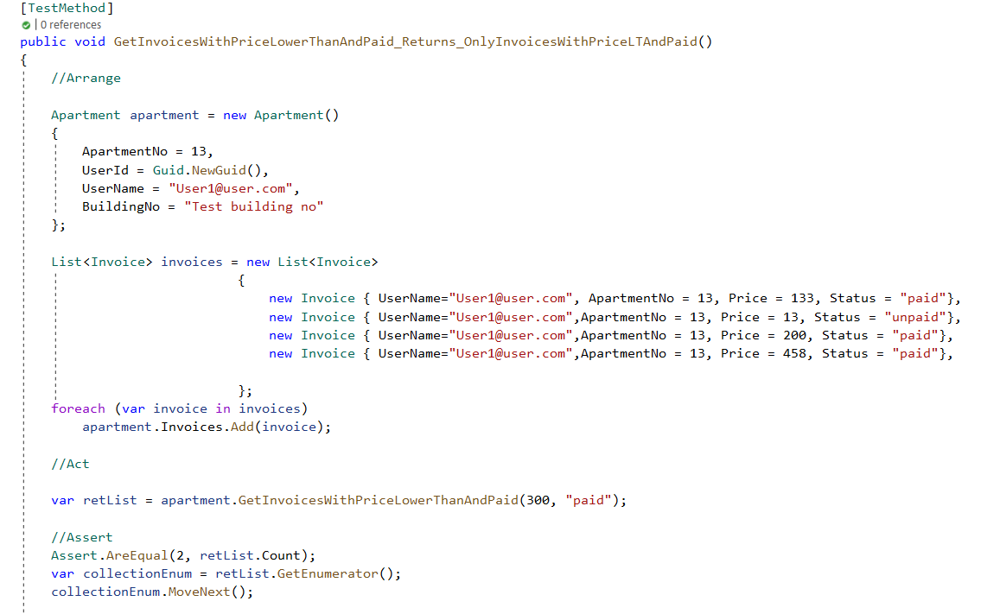 [TestMethod]
| 0 references
public void GetInvoicesWithPriceLowerThanAndPaid_Returns_OnlyInvoicesWithPriceLTAndPaid()
{
//Arrange
Apartment apartment = new Apartment()
{
ApartmentNo = 13,
UserId = Guid.NewGuid(),
UserName = "User1@user.com",
BuildingNo = "Test building no"
};
List<Invoice> invoices = new List<Invoice>
{
new Invoice { UserName="User1@user.com", ApartmentNo = 13, Price = 133, Status = "paid"},
new Invoice { UserName="User1@user.com",ApartmentNo = 13, Price = 13, Status = "unpaid"},
new Invoice { UserName="User1@user.com",ApartmentNo = 13, Price = 200, Status = "paid"},
new Invoice { UserName="User1@user.com",ApartmentNo = 13, Price = 458, Status = "paid"},
};
foreach (var invoice in invoices)
apartment.Invoices.Add(invoice);
//Act
var retList = apartment.GetInvoicesWithPriceLowerThanAndPaid(300, "paid");
//Assert
Assert.AreEqual(2, retList.Count);
var collectionEnum = retList.GetEnumerator();
collectionEnum.MoveNext();